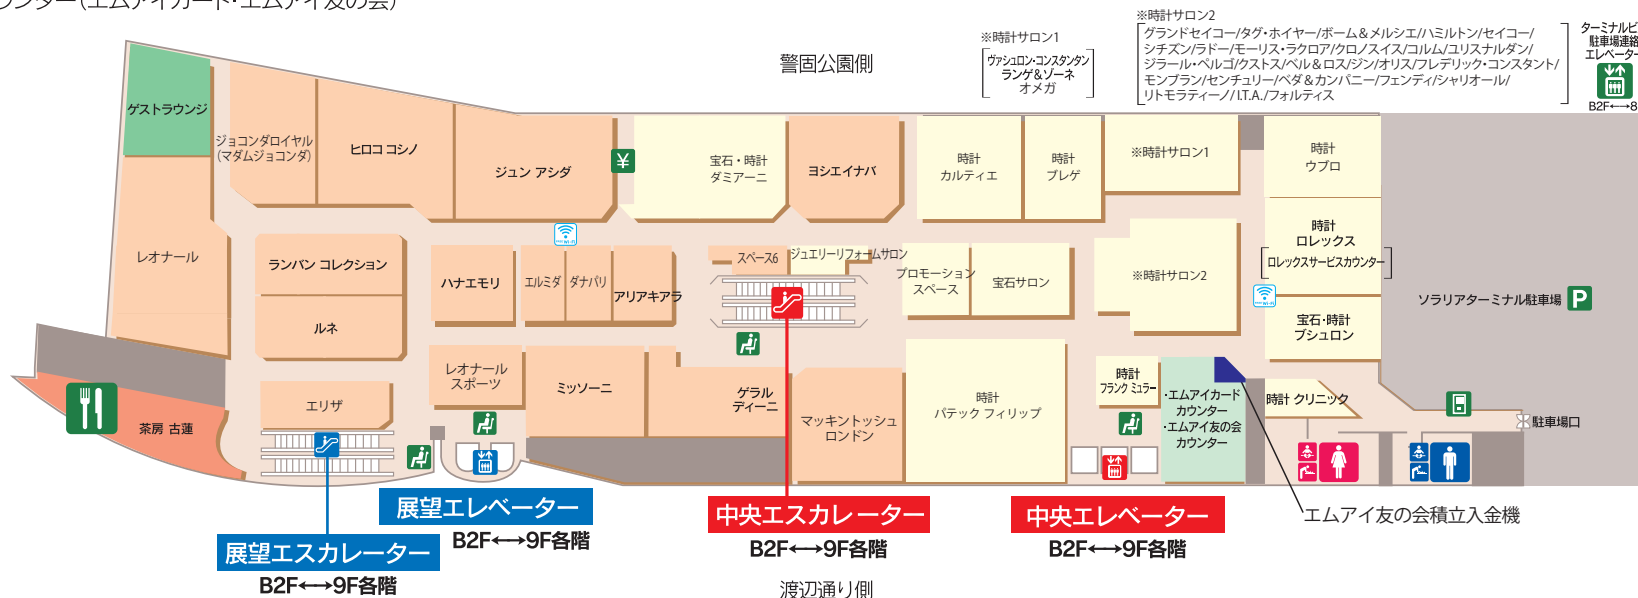 ウンター（エムアイカード・エムアイ友の会）
※時計サロン2
グランドセイコー/タグ・ホイヤー/ボーム＆メルシエ/ハミルトン/セイコー/
シチズン/ラドー/モーリス・ラクロア/クロノスイス/コルム/ユリスナルダン/
ジラール・ペルゴ/クストス/ベル＆ロス/ジン/オリス/フレデリック・コンスタント/
モンブラン/センチュリー/ベダ＆カンパニー/フェンディ/シャリオール/
リトモラティーノ/I.T.A./フォルティス
※時計サロン1
ヴァシュロン・コンスタンタン
ランゲ＆ゾーネ
オメガ
ターミナルビ
駐車場連絡
エレベーター
B2F⟷8
警固公園側
ゲストラウンジ
ジョコンダロイヤル
（マダムジョコンダ）
ヒロコ コシノ
ジュン アシダ
¥
宝石・時計
ダミアーニ
ヨシエイナバ
時計
カルティエ
時計
ブレゲ
※時計サロン1
時計
ウブロ
レオナール
ランバン コレクション
ルネ
ハナエモリ
Wi-Fi
エルミダ
ダナパリ
アリアキアラ
スペース6
ジュエリーリフォームサロン
プロモーション
スペース
宝石サロン
※時計サロン2
時計
ロレックス
ロレックスサービスカウンター
Wi-Fi
宝石・時計
ブシュロン
ソラリアターミナル駐車場
P
茶房 古蓮
エリザ
レオナール
スポーツ
ミッソーニ
ゲラル
ディーニ
マッキントッシュ
ロンドン
時計
パテック フィリップ
時計
フランク ミュラー
・エムアイカード
カウンター
・エムアイ友の会
カウンター
時計 クリニック
駐車場口
エムアイ友の会積立入金機
展望エスカレーター
B2F⟷9F各階
展望エレベーター
B2F⟷9F各階
中央エスカレーター
B2F⟷9F各階
中央エレベーター
B2F⟷9F各階
渡辺通り側